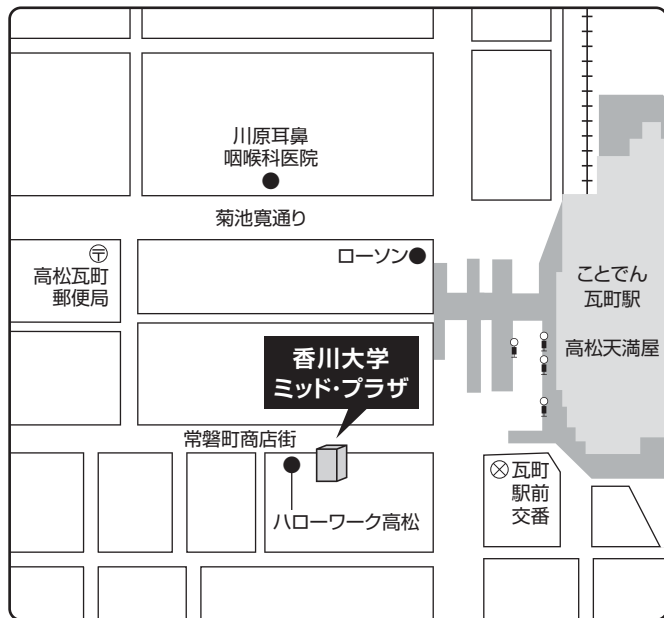 川原耳鼻
咽喉科医院
菊池寛通り
ローソン
〒
高松瓦町
郵便局
ことでん
瓦町駅
高松天満屋
香川大学
ミッド・プラザ
常磐町商店街
ハローワーク高松
瓦町
駅前
交番